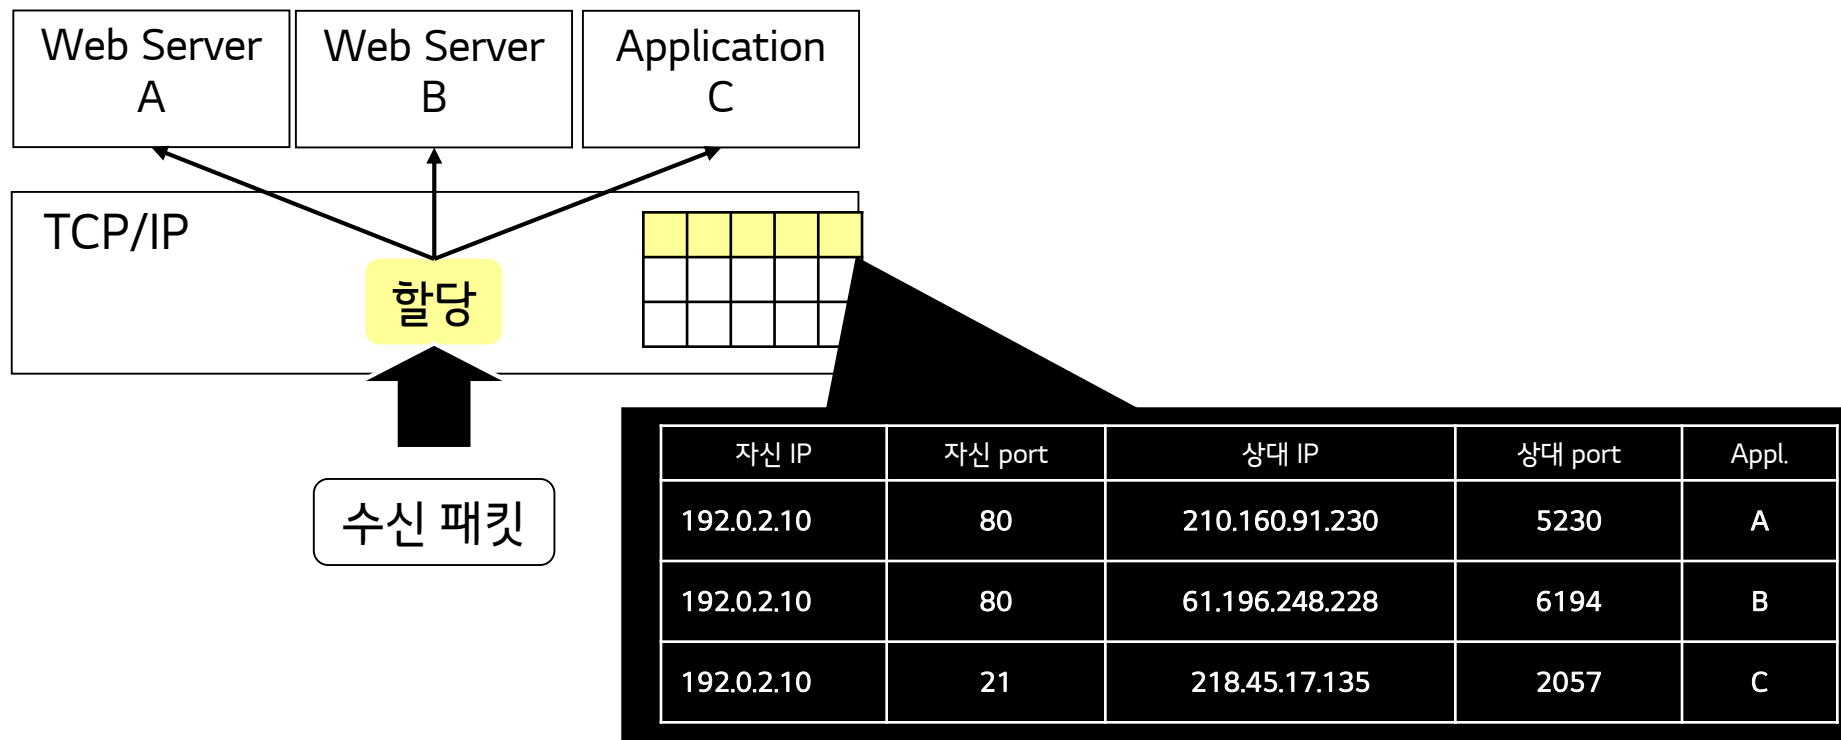 Web Server
A
Web Server
B
Application
C
TCP/IP
할당
수신 패킷
자신 IP 자신 port 상대 IP 상대 port Appl.
192.0.2.10 80 210.160.91.230 5230 A
192.0.2.10 80 61.196.248.228 6194 B
192.0.2.10 21 218.45.17.135 2057 C